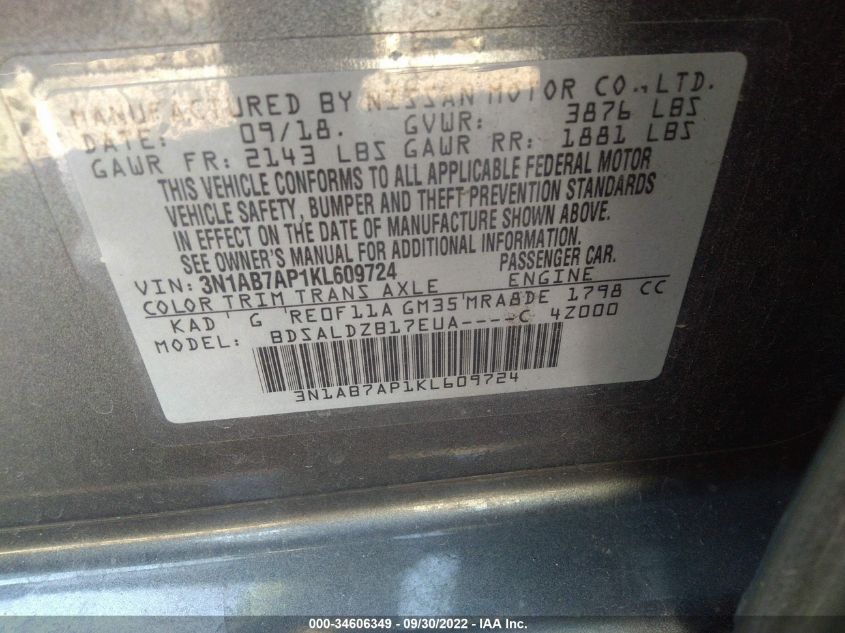 MANUFACTURED BY NISSAN MOTOR CO., LTD.
DATE: 09/18. GVWR: 3876 LBS
GAWR FR: 2143 LBS GAWR RR: 1881 LBS
THIS VEHICLE CONFORMS TO ALL APPLICABLE FEDERAL MOTOR
VEHICLE SAFETY, BUMPER AND THEFT PREVENTION STANDARDS
IN EFFECT ON THE DATE OF MANUFACTURE SHOWN ABOVE.
SEE OWNER'S MANUAL FOR ADDITIONAL INFORMATION.
VIN: 3N1AB7AP1KL609724 PASSENGER CAR.
COLOR TRIM TRANS AXLE ENGINE
KAD G RE0F11A GM35 MRA8DE 1798 CC
MODEL: BDSALDZB17EUA----C 4Z000
3N1AB7AP1KL609724
000-34606349 - 09/30/2022 - IAA Inc.